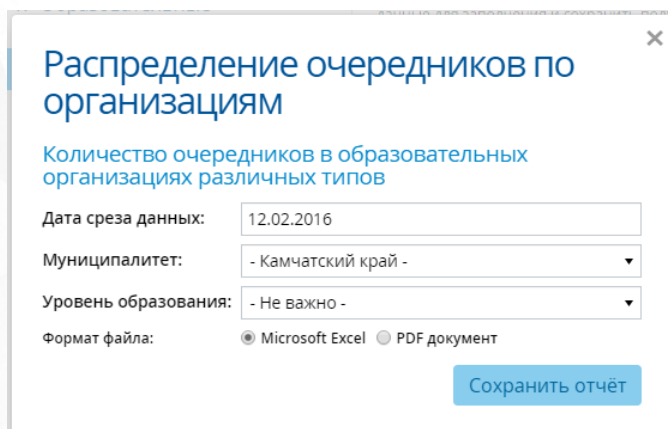 Распределение очередников по
организациям
Количество очередников в образовательных
организациях различных типов
Дата среза данных: 12.02.2016
Муниципалитет: - Камчатский край -
Уровень образования: - Не важно -
Формат файла: Microsoft Excel PDF документ
Сохранить отчёт